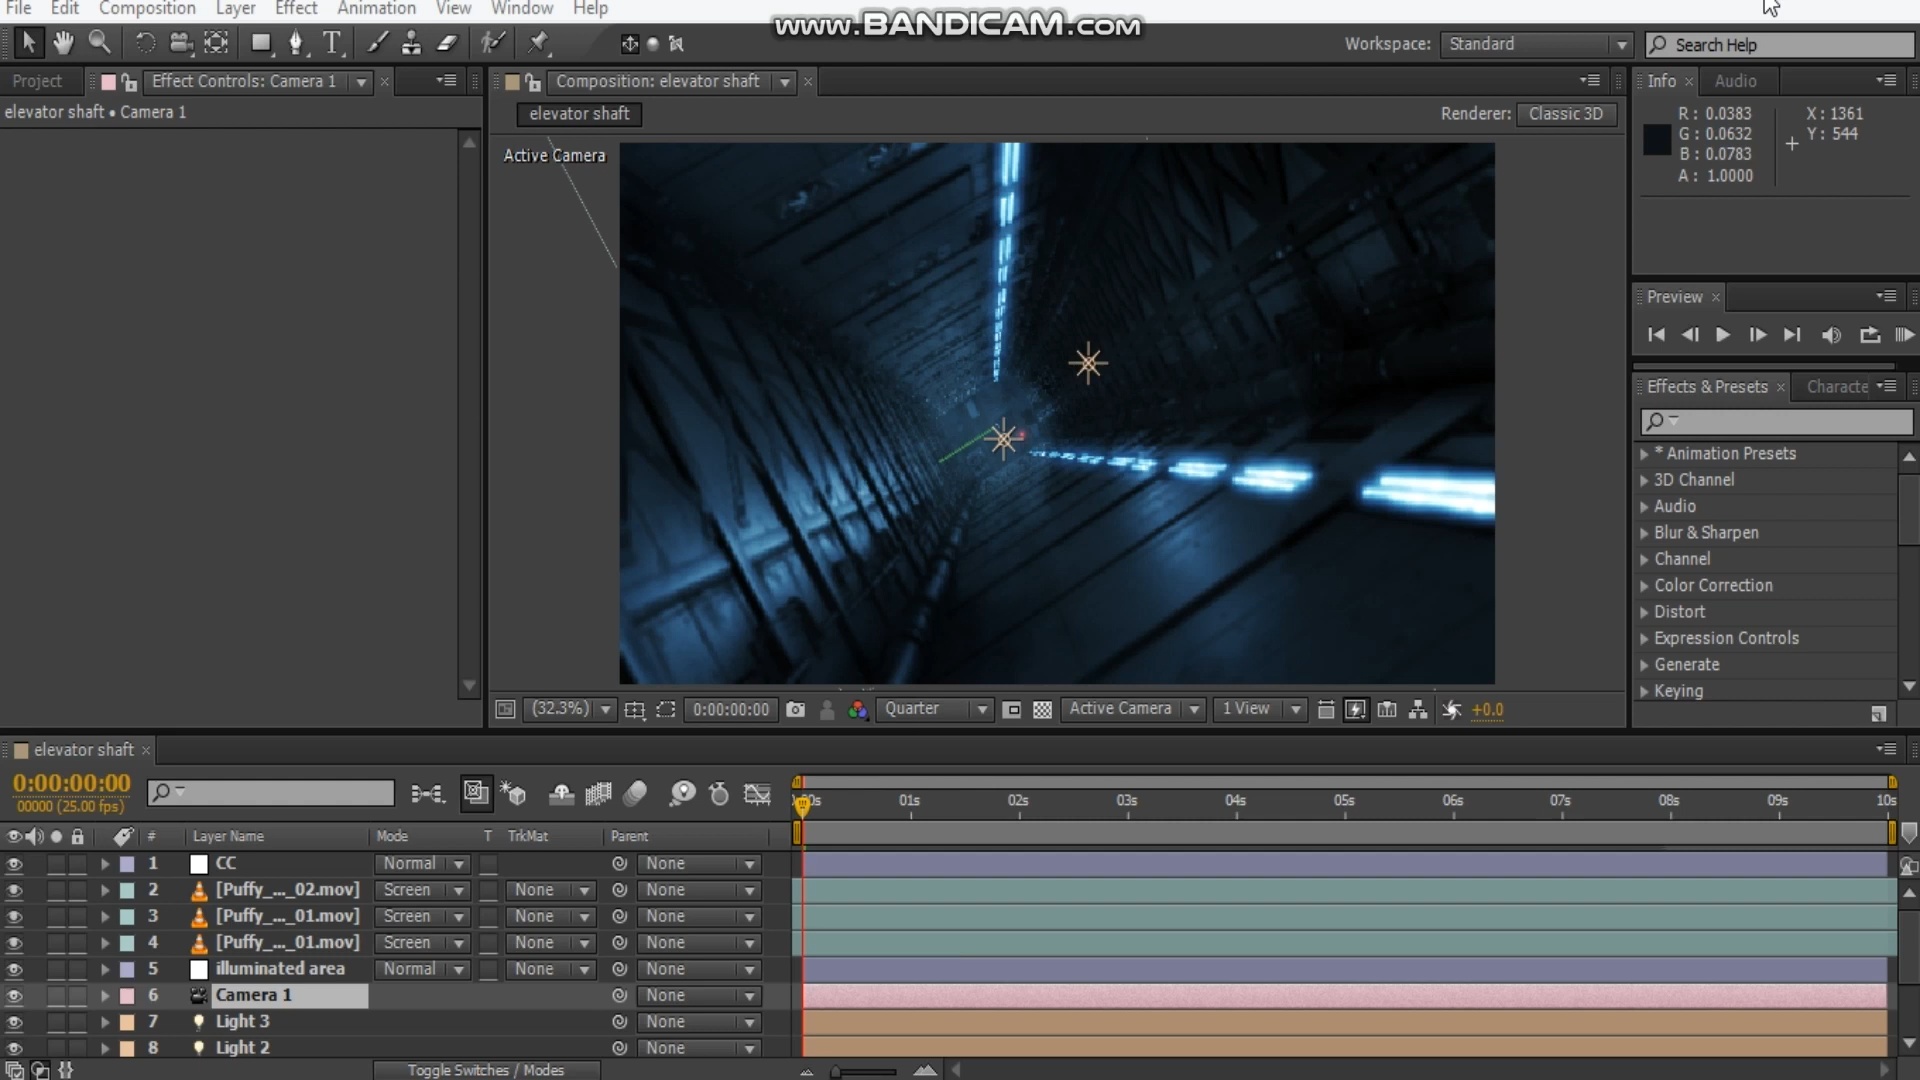 File Edit Composition Layer Effect Animation View Window Help
www.BANDICAM.com
Workspace: Standard Search Help
Project Effect Controls: Camera 1 Composition: elevator shaft Info Audio
elevator shaft • Camera 1
elevator shaft Renderer: Classic 3D
R: 0.0383 X: 1361
G: 0.0632 Y: 544
B: 0.0783
A: 1.0000
Active Camera
Preview
Effects & Presets Characte
* Animation Presets
3D Channel
Audio
Blur & Sharpen
Channel
Color Correction
Distort
Expression Controls
Generate
Keying
(32.3%) 0:00:00:00 Quarter Active Camera 1 View +0.0
elevator shaft
0:00:00:00
00000 (25.00 fps)
00s 01s 02s 03s 04s 05s 06s 07s 08s 09s 10s
# Layer Name Mode T TrkMat Parent
1 CC Normal None
2 [Puffy_..._02.mov] Screen None None
3 [Puffy_..._01.mov] Screen None None
4 [Puffy_..._01.mov] Screen None None
5 illuminated area Normal None None
6 Camera 1 None
7 Light 3 None
8 Light 2 None
Toggle Switches / Modes